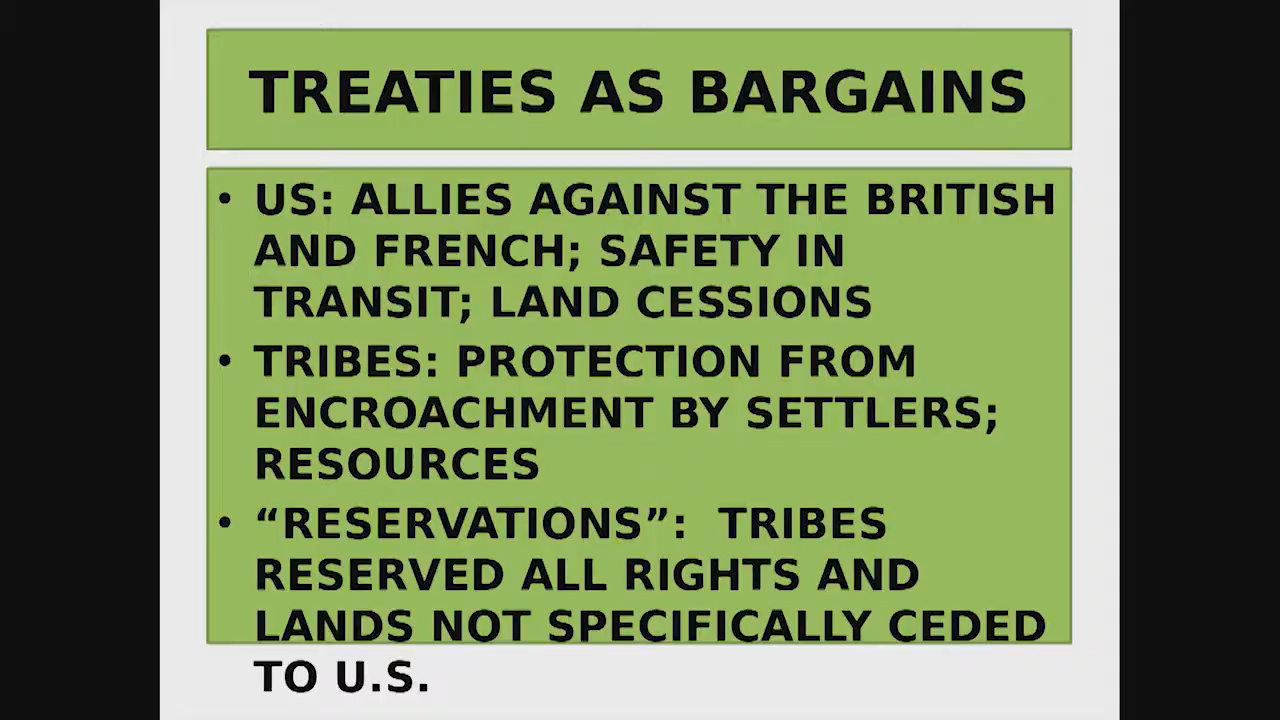 TREATIES AS BARGAINS
• US: ALLIES AGAINST THE BRITISH
AND FRENCH; SAFETY IN
TRANSIT; LAND CESSIONS
• TRIBES: PROTECTION FROM
ENCROACHMENT BY SETTLERS;
RESOURCES
• “RESERVATIONS”:  TRIBES
RESERVED ALL RIGHTS AND
LANDS NOT SPECIFICALLY CEDED
TO U.S.